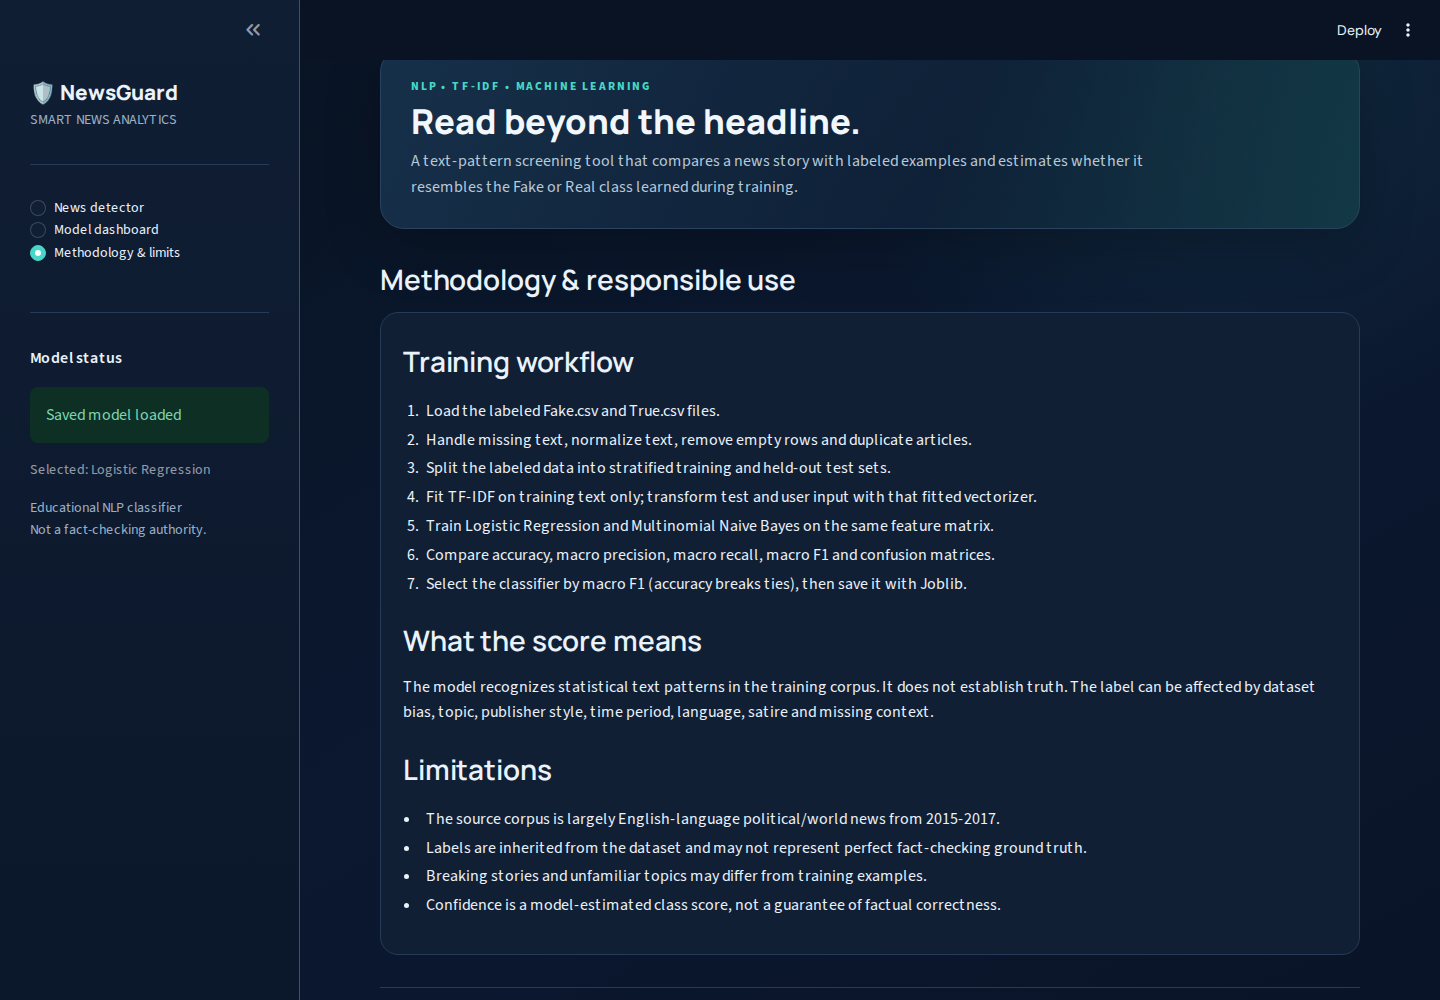 Deploy
NewsGuard
SMART NEWS ANALYTICS
News detector
Model dashboard
Methodology & limits
Model status
Saved model loaded
Selected: Logistic Regression
Educational NLP classifier
Not a fact-checking authority.
NLP • TF-IDF • MACHINE LEARNING
Read beyond the headline.
A text-pattern screening tool that compares a news story with labeled examples and estimates whether it
resembles the Fake or Real class learned during training.
Methodology & responsible use
Training workflow
1. Load the labeled Fake.csv and True.csv files.
2. Handle missing text, normalize text, remove empty rows and duplicate articles.
3. Split the labeled data into stratified training and held-out test sets.
4. Fit TF-IDF on training text only; transform test and user input with that fitted vectorizer.
5. Train Logistic Regression and Multinomial Naive Bayes on the same feature matrix.
6. Compare accuracy, macro precision, macro recall, macro F1 and confusion matrices.
7. Select the classifier by macro F1 (accuracy breaks ties), then save it with Joblib.
What the score means
The model recognizes statistical text patterns in the training corpus. It does not establish truth. The label can be affected by dataset
bias, topic, publisher style, time period, language, satire and missing context.
Limitations
• The source corpus is largely English-language political/world news from 2015-2017.
• Labels are inherited from the dataset and may not represent perfect fact-checking ground truth.
• Breaking stories and unfamiliar topics may differ from training examples.
• Confidence is a model-estimated class score, not a guarantee of factual correctness.